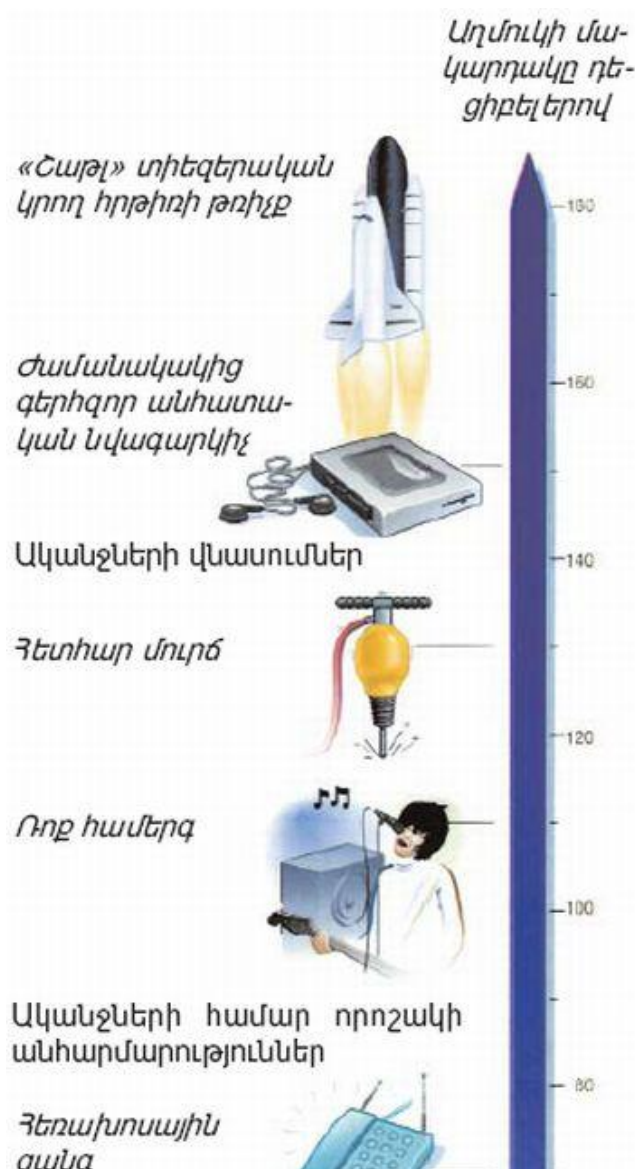 Աղմուկի մա-
կարդակը դե-
ցիբելերով
«Շաթլ» տիեզերական
կրող հրթիռի թռիչք
180
160
Ժամանակակից
գերհզոր անհատա-
կան նվագարկիչ
Ականջների վնասումներ
140
Հետհար մուրճ
120
Ռոք համերգ
100
Ականջների համար որոշակի
անհարմարություններ
80
Հեռախոսային
զանգ